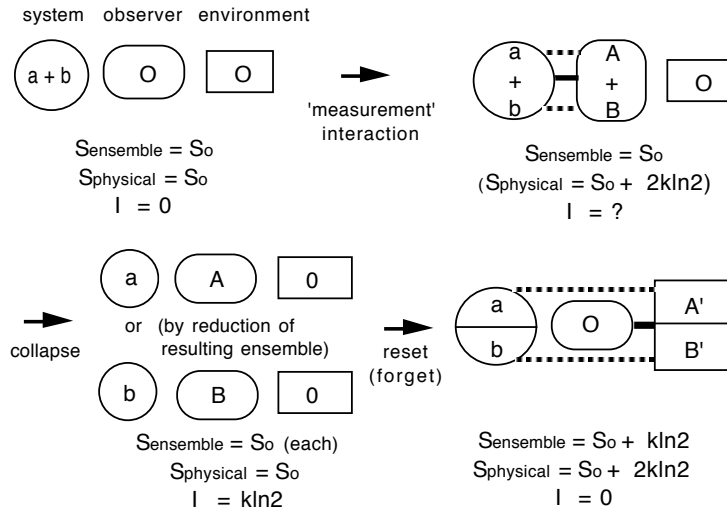 system observer environment
a + b O O
'measurement'
interaction
a A
+ + O
b B
Sensemble = So
Sphysical = So
I = 0
Sensemble = So
(Sphysical = So + 2kln2)
I = ?
collapse
a A 0
or (by reduction of
resulting ensemble)
b B 0
reset
(forget)
a O A'
b B'
Sensemble = So (each)
Sphysical = So
I = kln2
Sensemble = So + kln2
Sphysical = So + 2kln2
I = 0